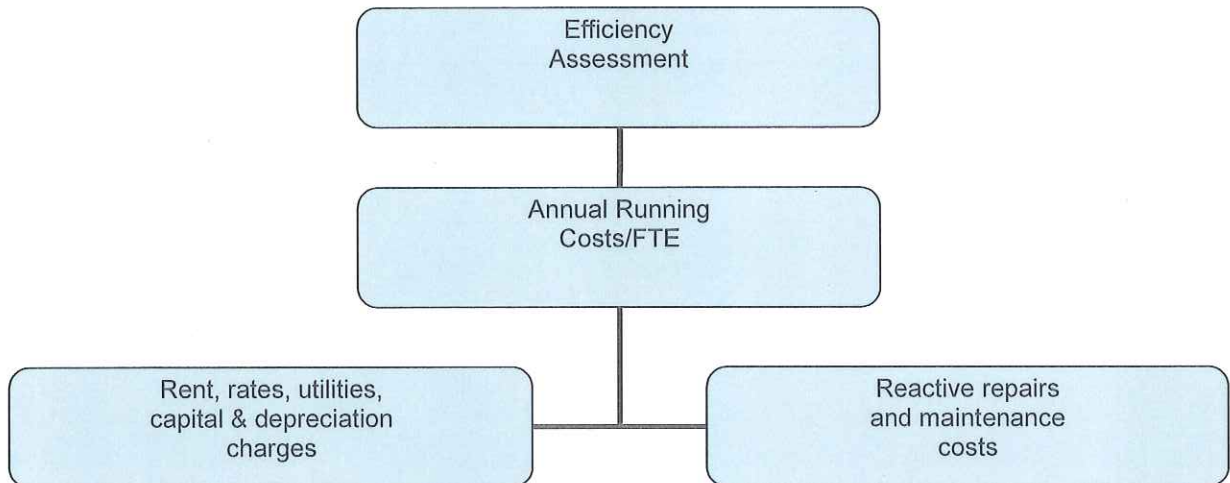 Efficiency
Assessment
Annual Running
Costs/FTE
Rent, rates, utilities,
capital & depreciation
charges
Reactive repairs
and maintenance
costs